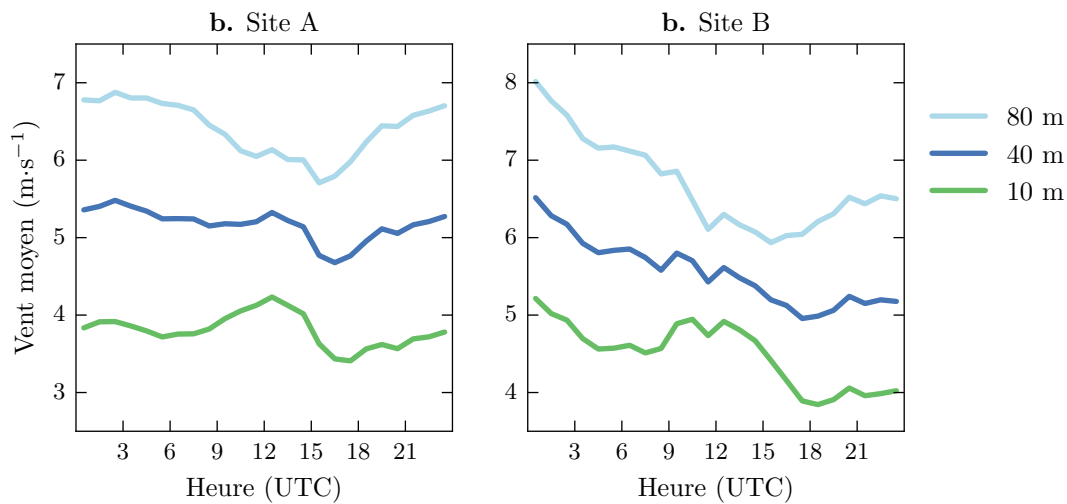 b. Site A
b. Site B
Vent moyen (m·s⁻¹)
7
6
5
4
3
3 6 9 12 15 18 21
Heure (UTC)
8
7
6
5
4
3 6 9 12 15 18 21
Heure (UTC)
80 m
40 m
10 m